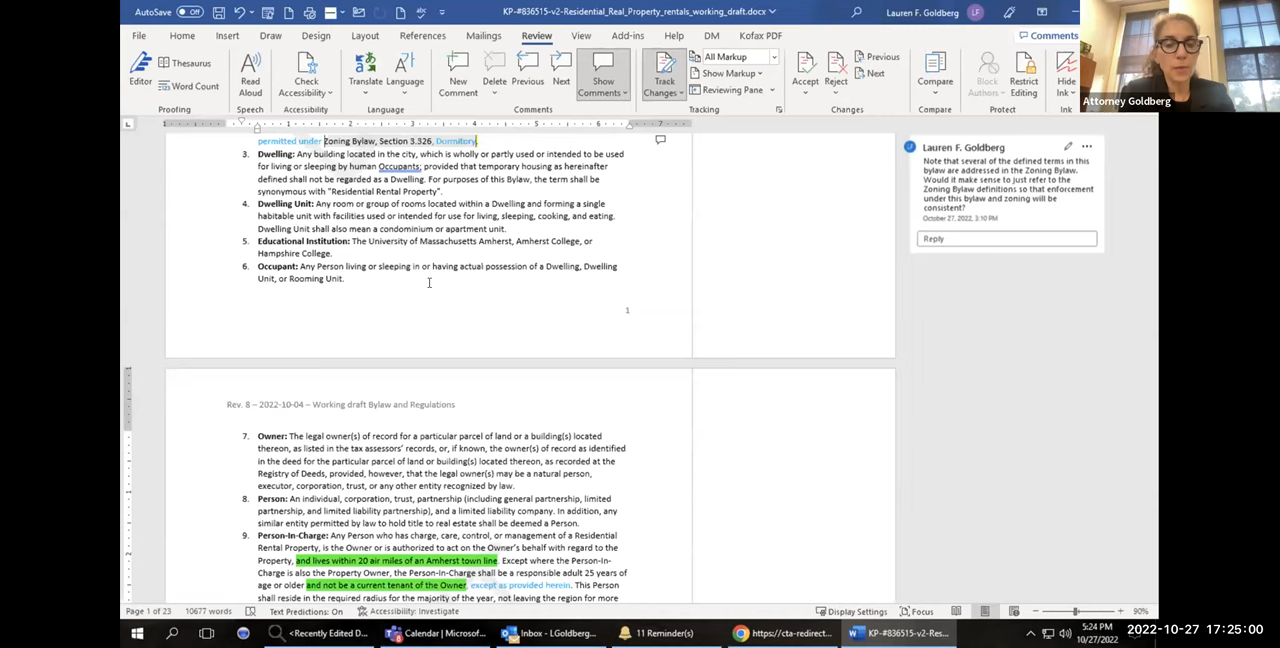 AutoSave Off
KP-#836515-v2-Residential_Real_Property_rentals_working_draft.docx
Lauren F. Goldberg LF
File Home Insert Draw Design Layout References Mailings Review View Add-ins Help DM Kofax PDF Comments
Editor
Thesaurus
Word Count
Proofing
Read Aloud
Speech
Check Accessibility
Accessibility
Translate Language
Language
New Comment
Delete Previous Next
Show Comments
Comments
Track Changes
All Markup
Show Markup
Reviewing Pane
Tracking
Accept Reject
Previous
Next
Changes
Compare
Compare
Block Authors
Restrict Editing
Protect
Hide Ink
Ink
Attorney Goldberg
permitted under Zoning Bylaw, Section 3.326, Dormitory.
3. Dwelling: Any building located in the city, which is wholly or partly used or intended to be used
for living or sleeping by human Occupants; provided that temporary housing as hereinafter
defined shall not be regarded as a Dwelling. For purposes of this Bylaw, the term shall be
synonymous with "Residential Rental Property".
4. Dwelling Unit: Any room or group of rooms located within a Dwelling and forming a single
habitable unit with facilities used or intended for use for living, sleeping, cooking, and eating.
Dwelling Unit shall also mean a condominium or apartment unit.
5. Educational Institution: The University of Massachusetts Amherst, Amherst College, or
Hampshire College.
6. Occupant: Any Person living or sleeping in or having actual possession of a Dwelling, Dwelling
Unit, or Rooming Unit.
1
Rev. 8 – 2022-10-04 – Working draft Bylaw and Regulations
7. Owner: The legal owner(s) of record for a particular parcel of land or a building(s) located
thereon, as listed in the tax assessors' records, or, if known, the owner(s) of record as identified
in the deed for the particular parcel of land or building(s) located thereon, as recorded at the
Registry of Deeds, provided, however, that the legal owner(s) may be a natural person,
executor, corporation, trust, or any other entity recognized by law.
8. Person: An individual, corporation, trust, partnership (including general partnership, limited
partnership, and limited liability partnership), and a limited liability company. In addition, any
similar entity permitted by law to hold title to real estate shall be deemed a Person.
9. Person-In-Charge: Any Person who has charge, care, control, or management of a Residential
Rental Property, is the Owner or is authorized to act on the Owner's behalf with regard to the
Property, and lives within 20 air miles of an Amherst town line. Except where the Person-In-
Charge is also the Property Owner, the Person-In-Charge shall be a responsible adult 25 years of
age or older and not be a current tenant of the Owner, except as provided herein. This Person
shall reside in the required radius for the majority of the year, not leaving the region for more
Lauren F. Goldberg
Note that several of the defined terms in this
bylaw are addressed in the Zoning Bylaw.
Would it make sense to just refer to the
Zoning Bylaw definitions so that enforcement
under this bylaw and zoning will be
consistent?
October 27, 2022, 3:10 PM
Reply
Page 1 of 23 10677 words Text Predictions: On Accessibility: Investigate Display Settings Focus 90%
<Recently Edited D... Calendar | Microsof... Inbox - LGoldberg... 11 Reminder(s) https://cta-redirect... KP-#836515-v2-Res...
5:24 PM
10/27/2022
2022-10-27 17:25:00